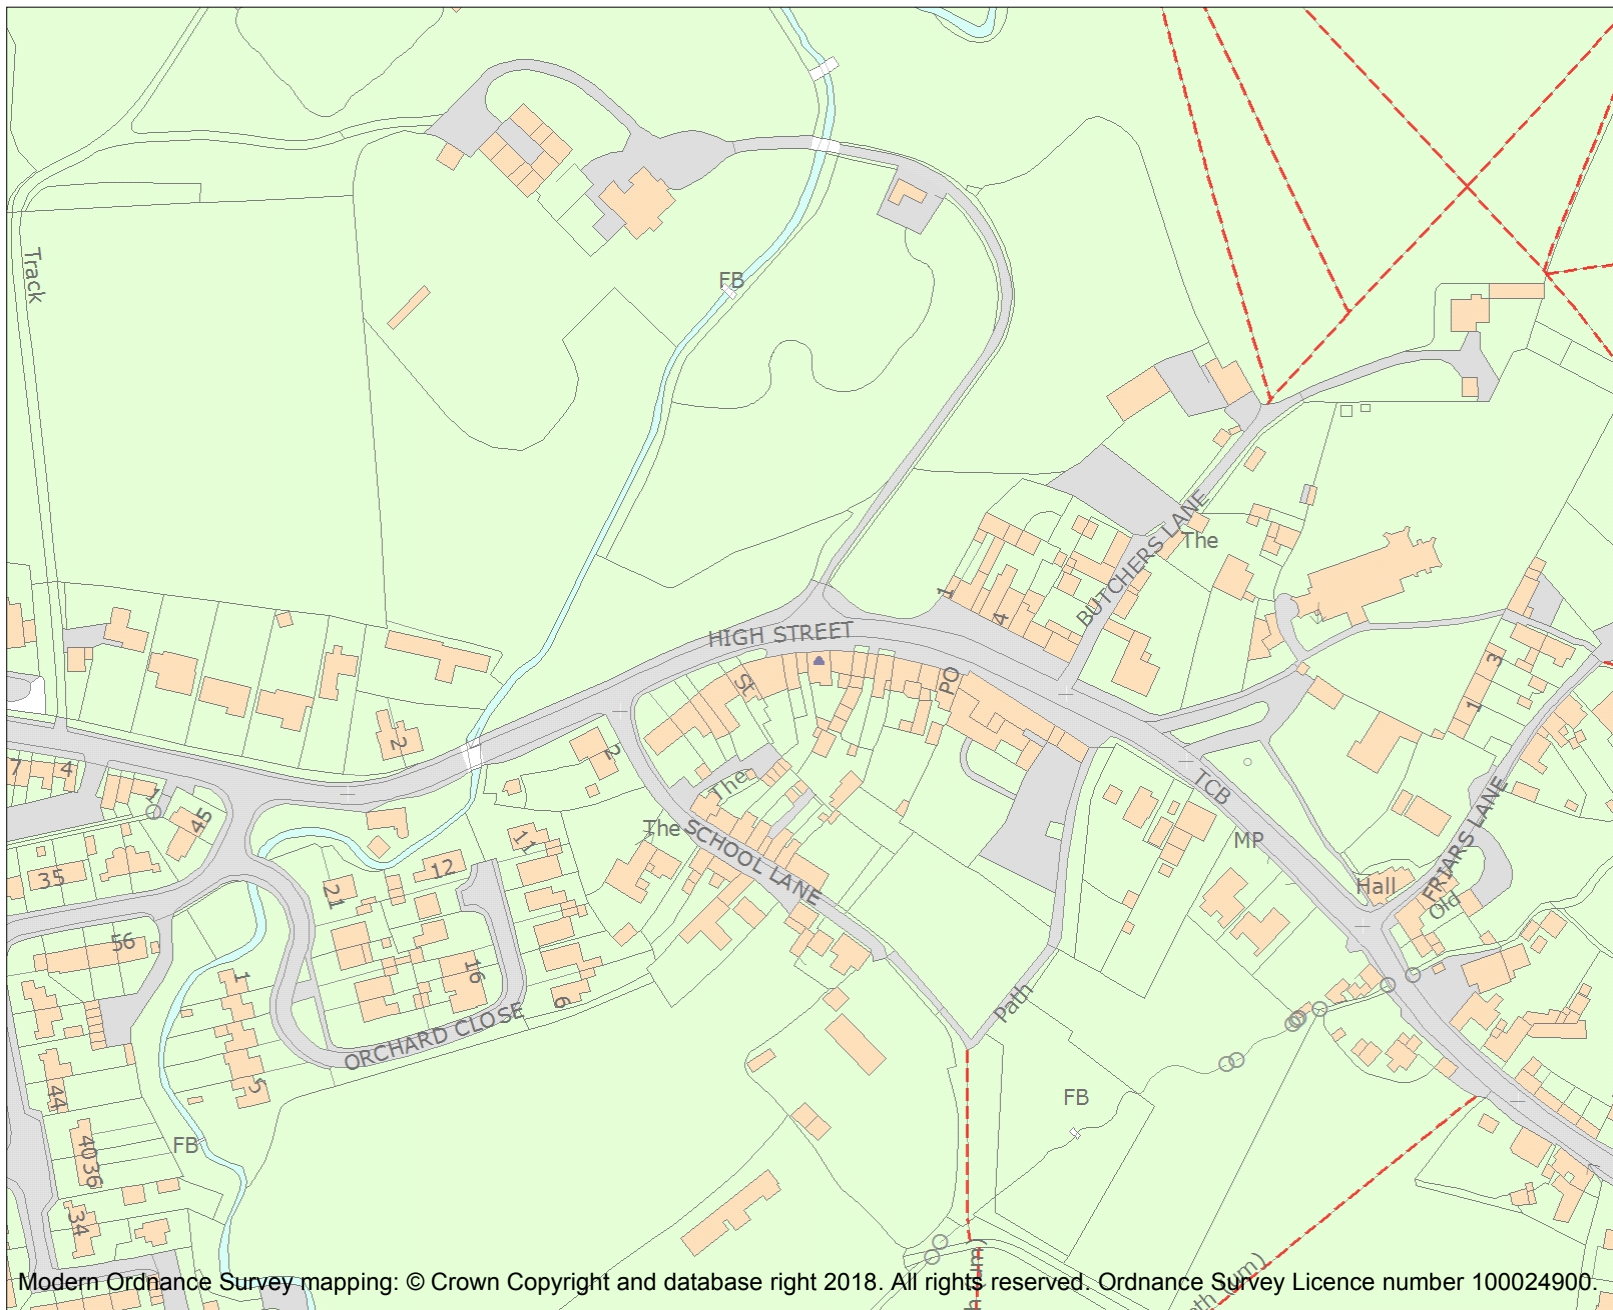 Track
FB
BUTCHERS LANE
The
1
4
HIGH STREET
St
PO
3
1
2
2
7
4
1
45
The
The
SCHOOL LANE
TCB
MP
FRIARS LANE
Hall
Old
11
12
35
21
56
16
1
6
ORCHARD CLOSE
Path
5
44
FB
FB
40
36
34
Modern Ordnance Survey mapping: © Crown Copyright and database right 2018. All rights reserved. Ordnance Survey Licence number 100024900.